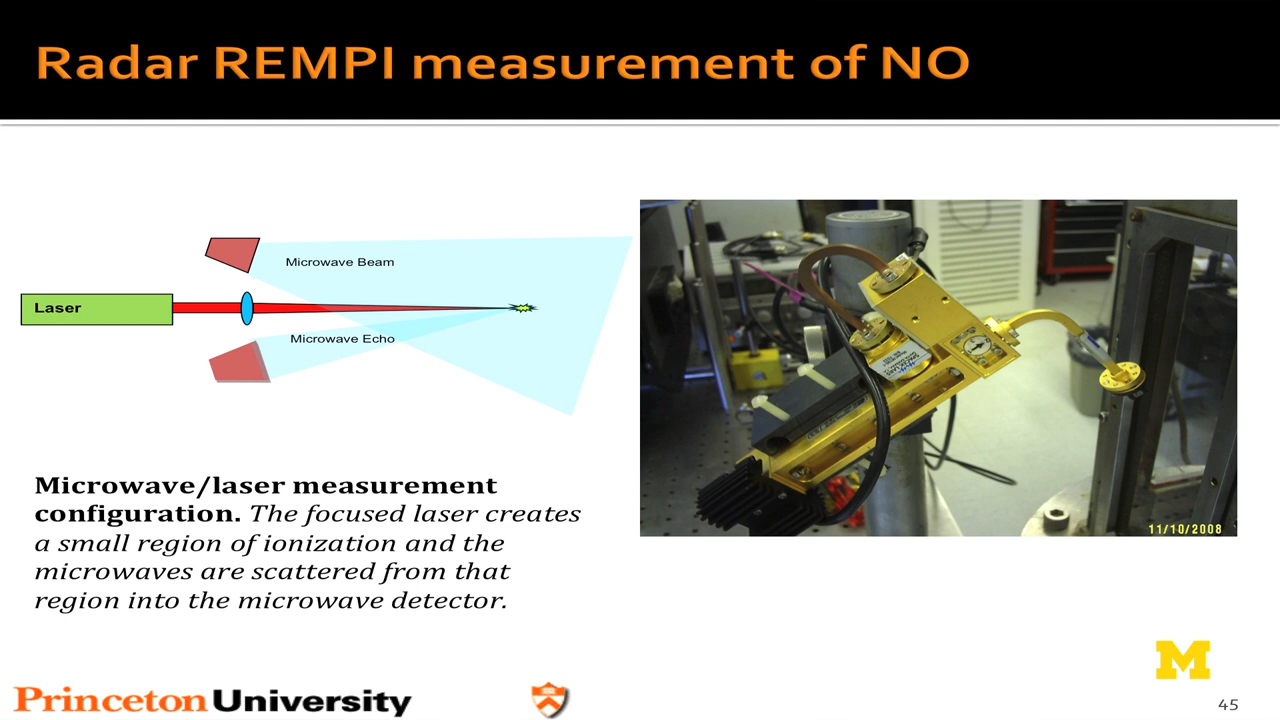 Radar REMPI measurement of NO
Microwave Beam
Laser
Microwave Echo
Microwave/laser measurement
configuration. The focused laser creates
a small region of ionization and the
microwaves are scattered from that
region into the microwave detector.
11/10/2008
M
Princeton University
45